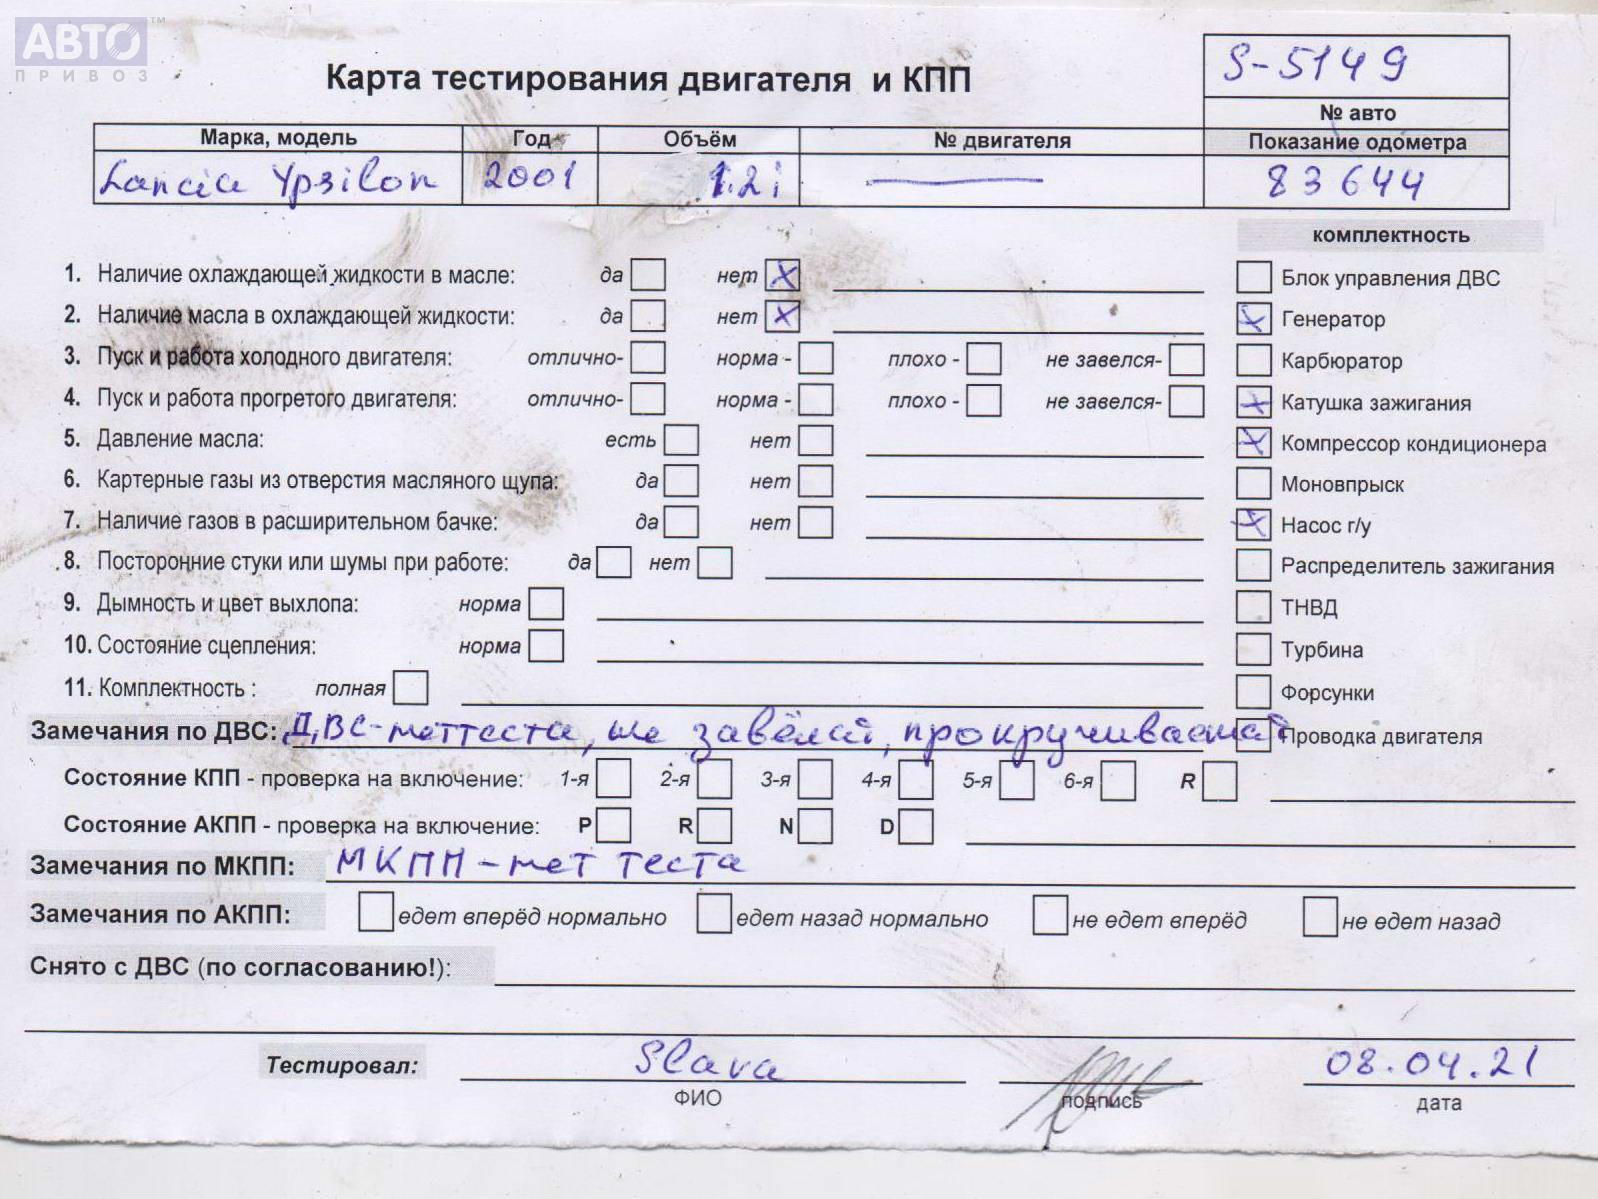 АВТО ™
ПРИВОЗ
Карта тестирования двигателя и КПП
S-5149
№ авто
Марка, модель Год Объём № двигателя Показание одометра
Lancia Ypsilon 2001 1.2i — 83644
комплектность
1. Наличие охлаждающей жидкости в масле: да нет X Блок управления ДВС
2. Наличие масла в охлаждающей жидкости: да нет X X Генератор
3. Пуск и работа холодного двигателя: отлично- норма - плохо - не завелся- Карбюратор
4. Пуск и работа прогретого двигателя: отлично- норма - плохо - не завелся- X Катушка зажигания
5. Давление масла: есть нет X Компрессор кондиционера
6. Картерные газы из отверстия масляного щупа: да нет Моновпрыск
7. Наличие газов в расширительном бачке: да нет X Насос г/у
8. Посторонние стуки или шумы при работе: да нет Распределитель зажигания
9. Дымность и цвет выхлопа: норма ТНВД
10. Состояние сцепления: норма Турбина
11. Комплектность : полная Форсунки
Замечания по ДВС: ДВС-нет теста, не завёлся, прокручивается Проводка двигателя
Состояние КПП - проверка на включение: 1-я 2-я 3-я 4-я 5-я 6-я R
Состояние АКПП - проверка на включение: P R N D
Замечания по МКПП: МКПП-нет теста
Замечания по АКПП: едет вперёд нормально едет назад нормально не едет вперёд не едет назад
Снято с ДВС (по согласованию!):
Тестировал: Slava 08.04.21
ФИО подпись дата